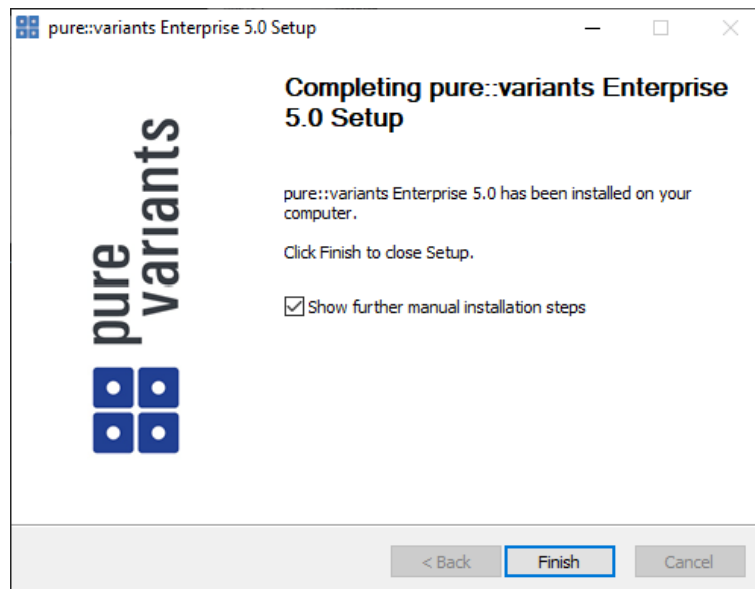 pure::variants Enterprise 5.0 Setup
Completing pure::variants Enterprise
5.0 Setup
pure
variants
pure::variants Enterprise 5.0 has been installed on your
computer.
Click Finish to close Setup.
Show further manual installation steps
< Back
Finish
Cancel